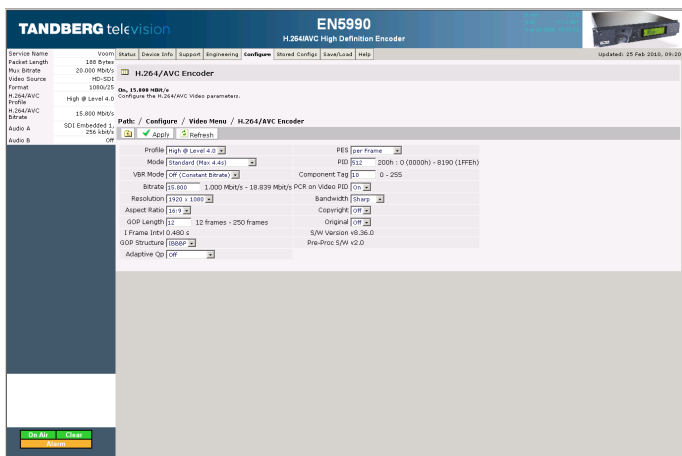 TANDBERG television
EN5990
H.264/AVC High Definition Encoder
Service Name Voom
Packet Length 188 Bytes
Mux Bitrate 20.000 Mbit/s
Video Source HD-SDI
Format 1080i/25
H.264/AVC Profile High @ Level 4.0
H.264/AVC Bitrate 15.800 Mbit/s
Audio A SDI Embedded 1, 256 kbit/s
Audio B Off
Status Device Info Support Engineering Configure Stored Configs Save/Load Help
Updated: 25 Feb 2010, 09:20
H.264/AVC Encoder
On, 15.800 MBit/s
Configure the H.264/AVC Video parameters.
Path: / Configure / Video Menu / H.264/AVC Encoder
Apply Refresh
Profile High @ Level 4.0
PES per Frame
Mode Standard (Max 4.4s)
PID 512 200h : 0 (0000h) - 8190 (1FFEh)
VBR Mode Off (Constant Bitrate)
Component Tag 10 0 - 255
Bitrate 15.800 1.000 Mbit/s - 18.839 Mbit/s
PCR on Video PID On
Resolution 1920 x 1080
Bandwidth Sharp
Aspect Ratio 16:9
Copyright Off
GOP Length 12 12 frames - 250 frames
Original Off
I Frame Intvl 0.480 s
S/W Version v8.36.0
GOP Structure IBBBP
Pre-Proc S/W v2.0
Adaptive Qp Off
On Air Clear
Alarm